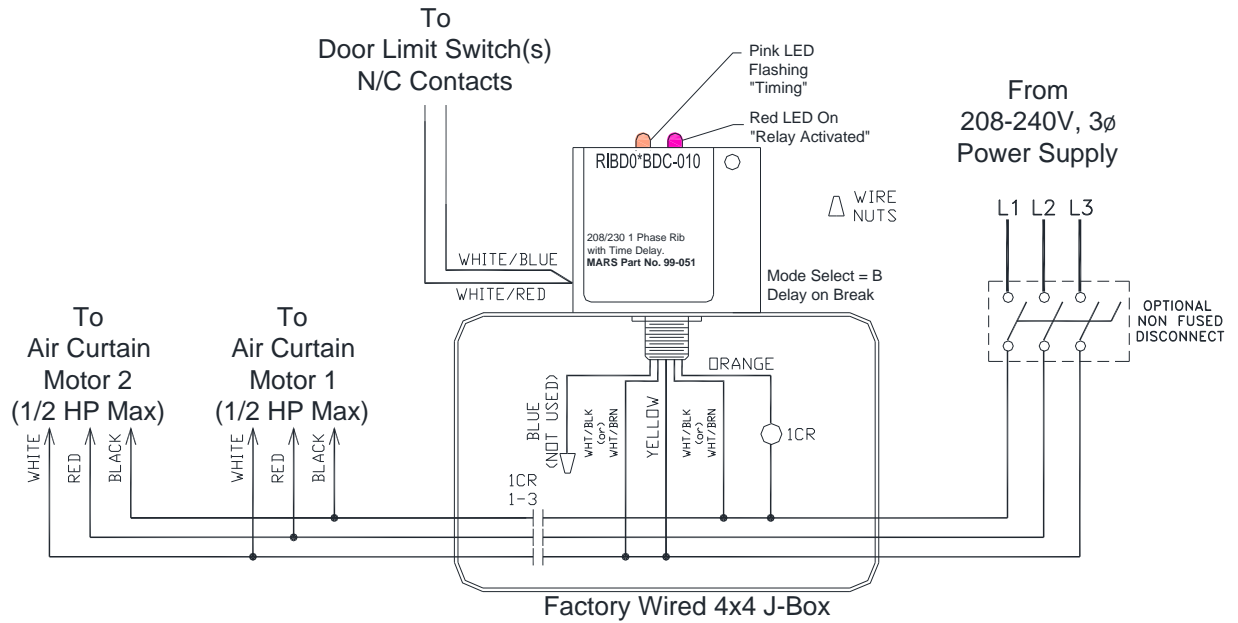 To
Door Limit Switch(s)
N/C Contacts
Pink LED
Flashing
"Timing"
Red LED On
"Relay Activated"
From
208-240V, 3ø
Power Supply
RIBD0*BDC-010
WIRE
NUTS
L1 L2 L3
208/230 1 Phase Rib
with Time Delay.
MARS Part No. 99-051
WHITE/BLUE
WHITE/RED
Mode Select = B
Delay on Break
OPTIONAL
NON FUSED
DISCONNECT
To
Air Curtain
Motor 2
(1/2 HP Max)
To
Air Curtain
Motor 1
(1/2 HP Max)
WHITE
RED
BLACK
WHITE
RED
BLACK
BLUE
(NOT USED)
WHT/BLK
(or)
WHT/BRN
YELLOW
WHT/BLK
(or)
WHT/BRN
ORANGE
1CR
1CR
1-3
Factory Wired 4x4 J-Box